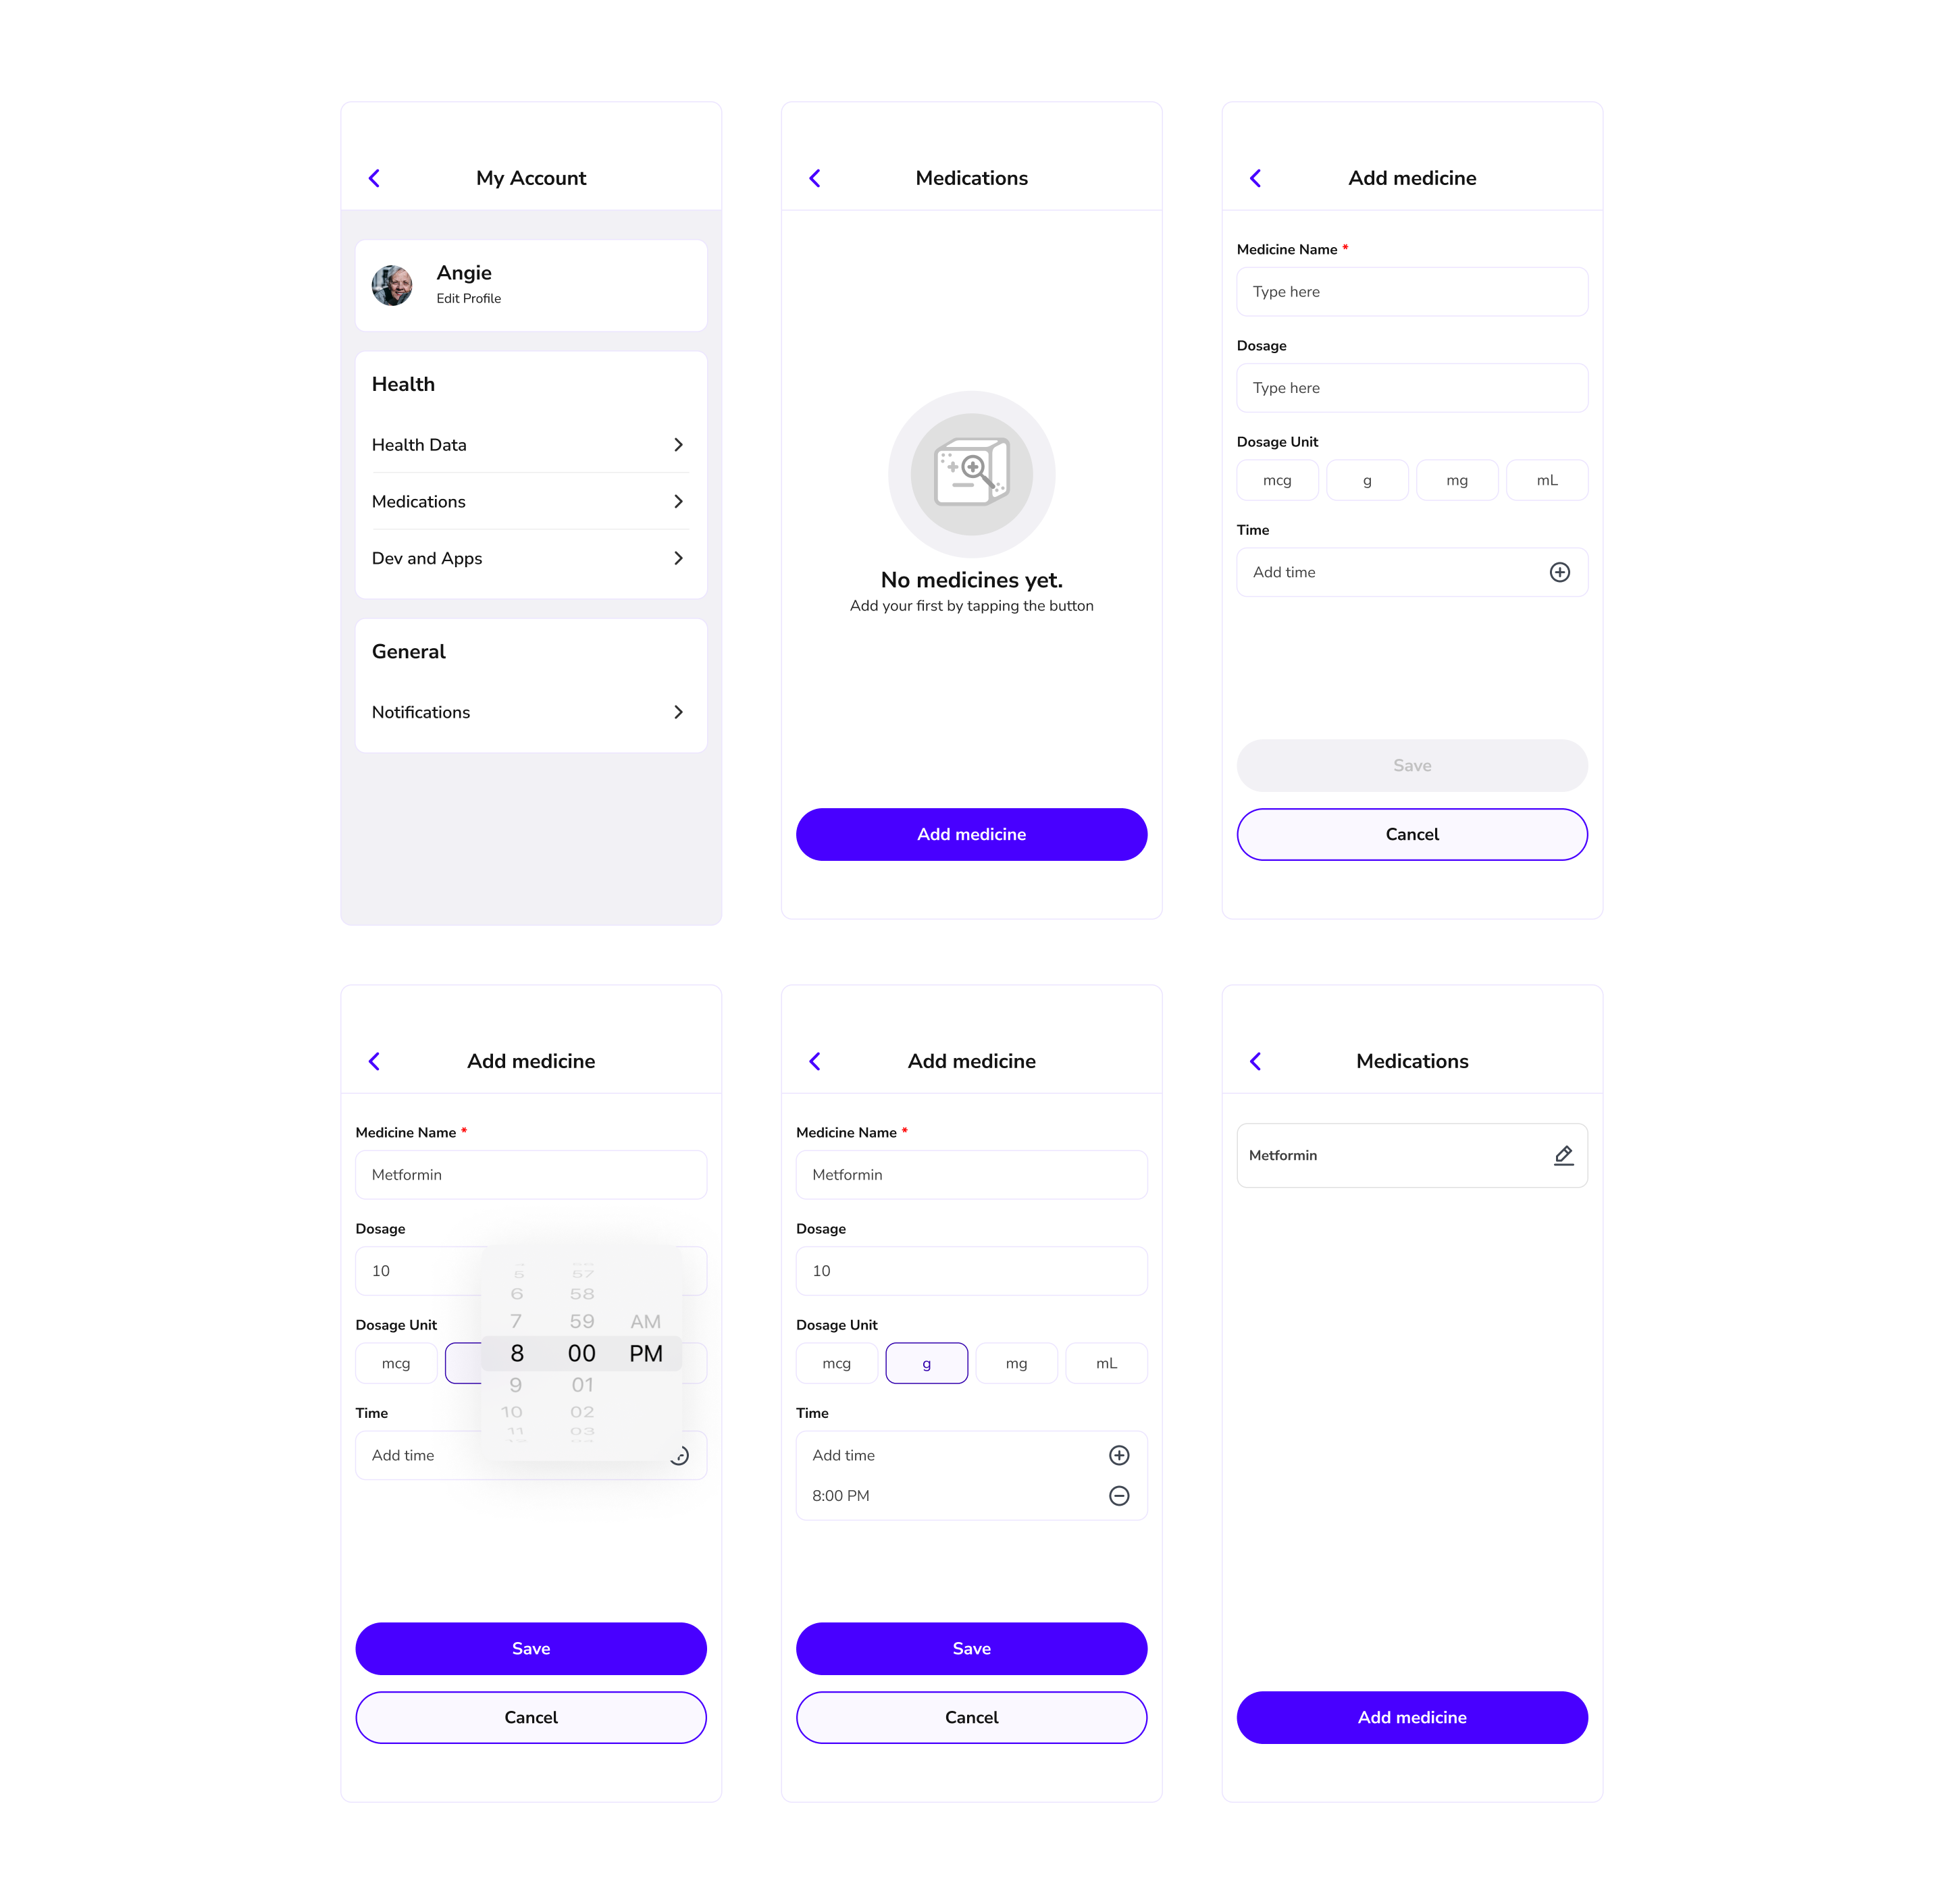 My Account
Angie
Edit Profile
Health
Health Data
Medications
Dev and Apps
General
Notifications
Medications
No medicines yet.
Add your first by tapping the button
Add medicine
Add medicine
Medicine Name *
Type here
Dosage
Type here
Dosage Unit
mcg g mg mL
Time
Add time
Save
Cancel
Add medicine
Medicine Name *
Metformin
Dosage
10
5 57
6 58
Dosage Unit
7 59 AM
mcg 8 00 PM
9 01
Time
10 02
11 03
Add time
Save
Cancel
Add medicine
Medicine Name *
Metformin
Dosage
10
Dosage Unit
mcg g mg mL
Time
Add time
8:00 PM
Save
Cancel
Medications
Metformin
Add medicine